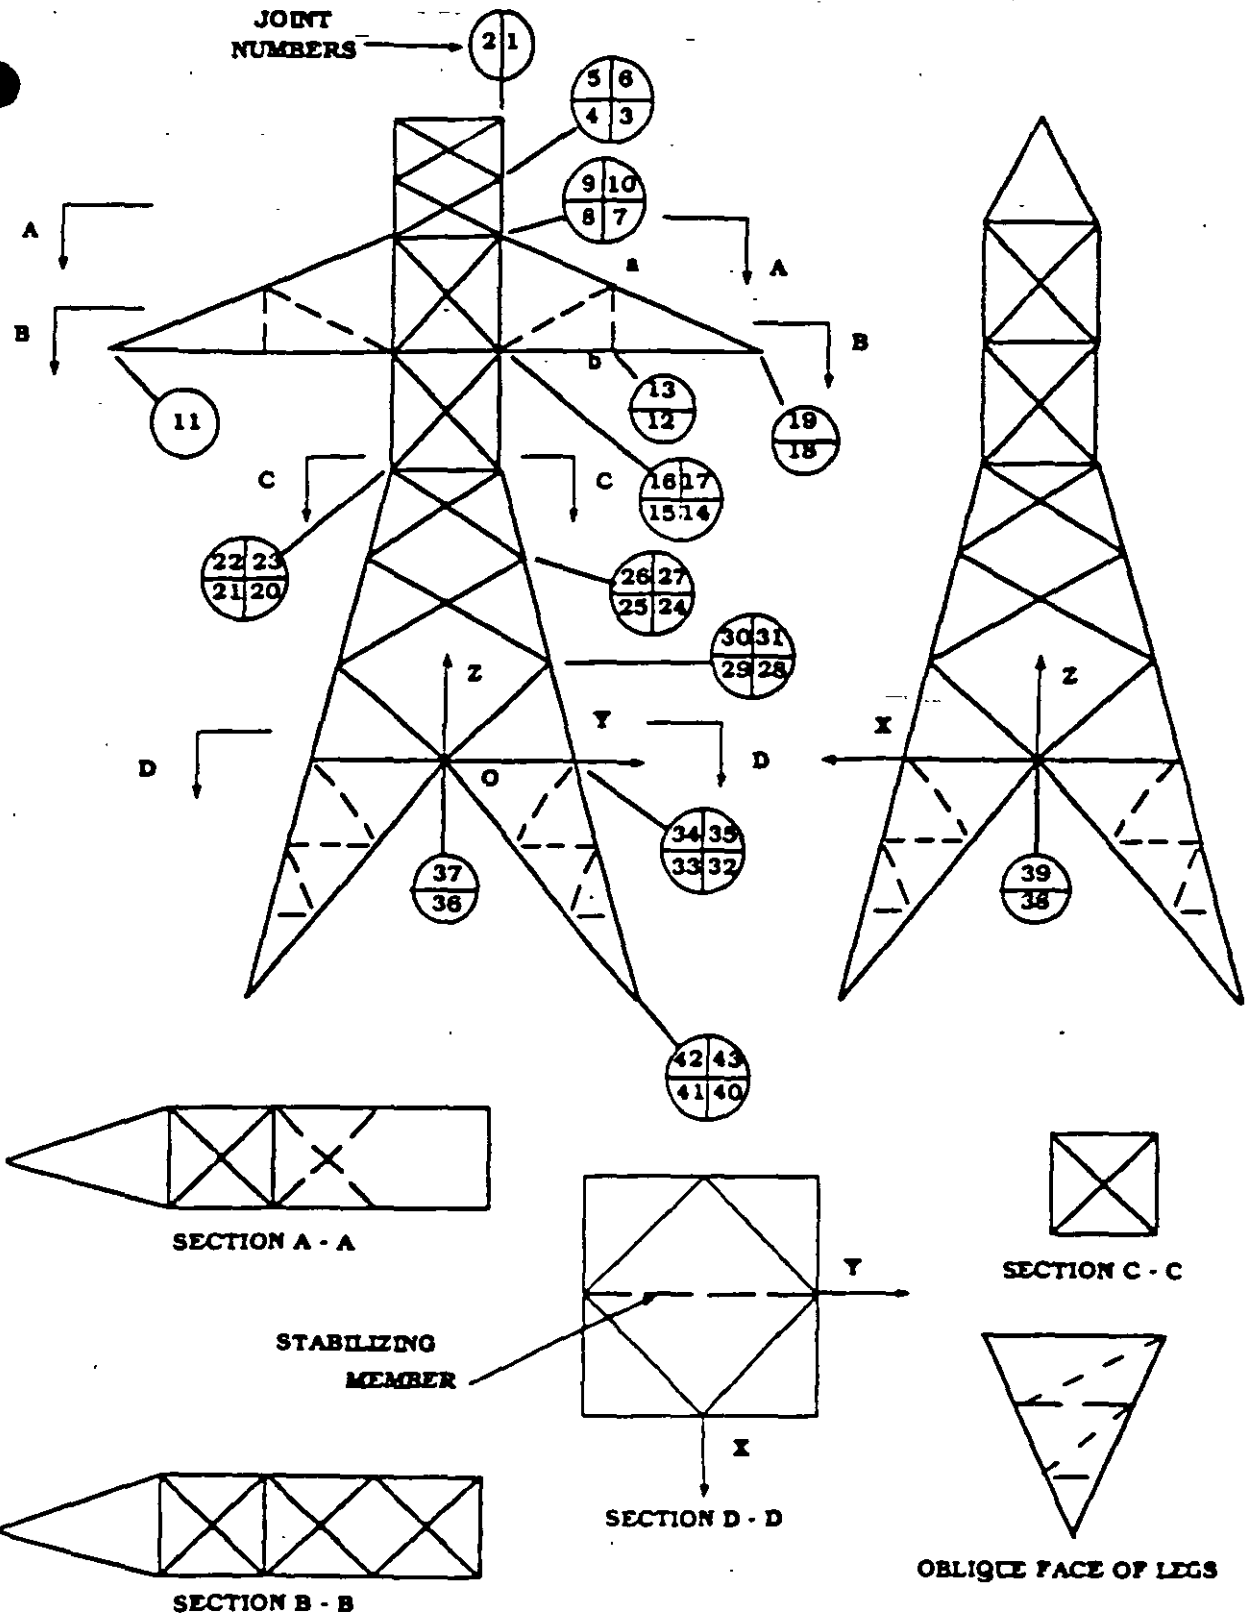 JOINT
NUMBERS
2 1
5 6
4 3
9 10
8 7
A
A
a
B
B
b
13
12
11
19
18
C
C
16 17
15 14
22 23
21 20
26 27
25 24
30 31
29 28
Z
Z
Y
X
D
D
O
34 35
33 32
37
36
39
38
42 43
41 40
SECTION A - A
SECTION C - C
Y
STABILIZING
MEMBER
X
SECTION D - D
OBLIQUE FACE OF LEGS
SECTION B - B